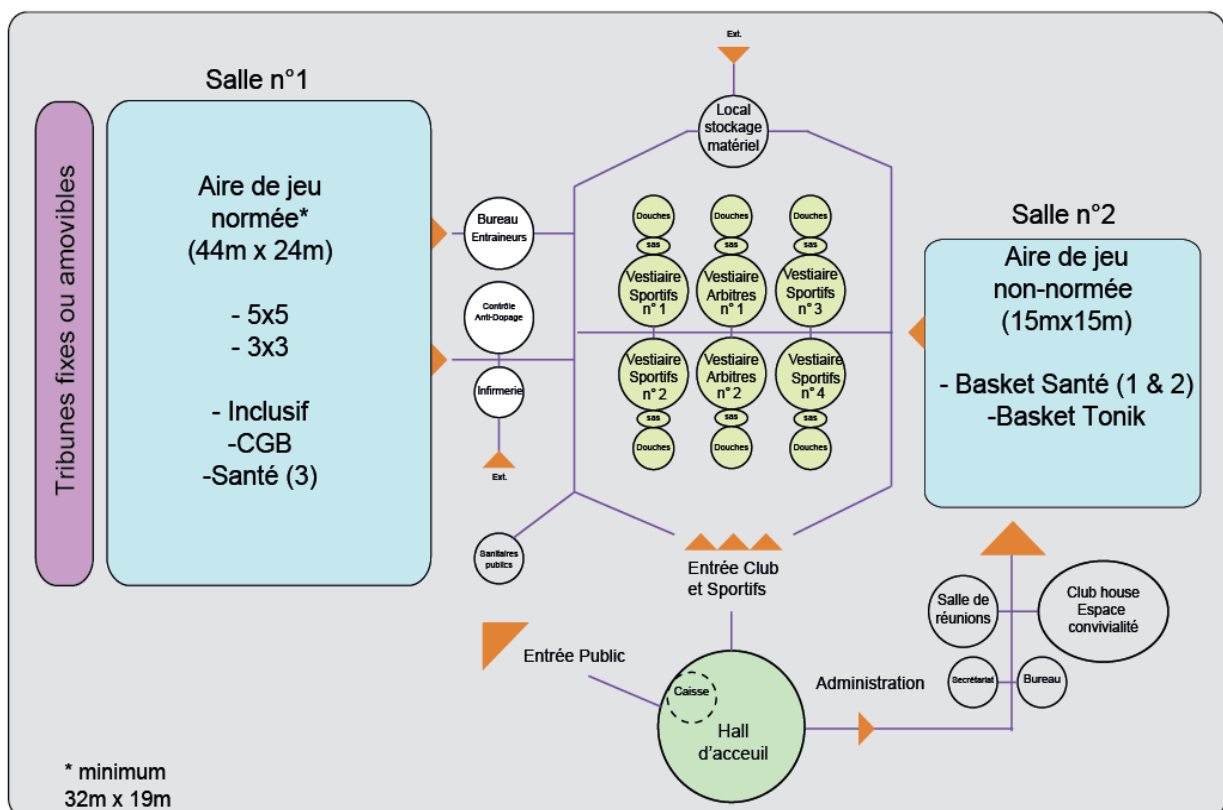 Tribunes fixes ou amovibles
Salle n°1
Aire de jeu
normée*
(44m x 24m)
- 5x5
- 3x3
- Inclusif
-CGB
-Santé (3)
Ext.
Local
stockage
matériel
Bureau
Entraineurs
Contrôle
Anti-Dopage
Infirmerie
Ext.
Sanitaires
publics
Douches
sas
Vestiaire
Sportifs
n°1
Douches
sas
Vestiaire
Arbitres
n°1
Douches
sas
Vestiaire
Sportifs
n°3
Vestiaire
Sportifs
n°2
sas
Douches
Vestiaire
Arbitres
n°2
sas
Douches
Vestiaire
Sportifs
n°4
sas
Douches
Salle n°2
Aire de jeu
non-normée
(15mx15m)
- Basket Santé (1 & 2)
-Basket Tonik
Entrée Club
et Sportifs
Entrée Public
Caisse
Hall
d'acceuil
Administration
Salle de
réunions
Club house
Espace
convivialité
Secrétariat
Bureau
* minimum
32m x 19m